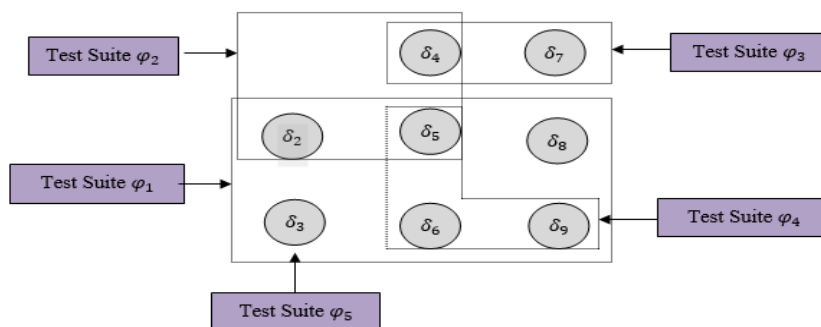 Test Suite φ₂
δ₄
δ₇
Test Suite φ₃
δ₂
δ₅
δ₈
Test Suite φ₁
δ₃
δ₆
δ₉
Test Suite φ₄
Test Suite φ₅